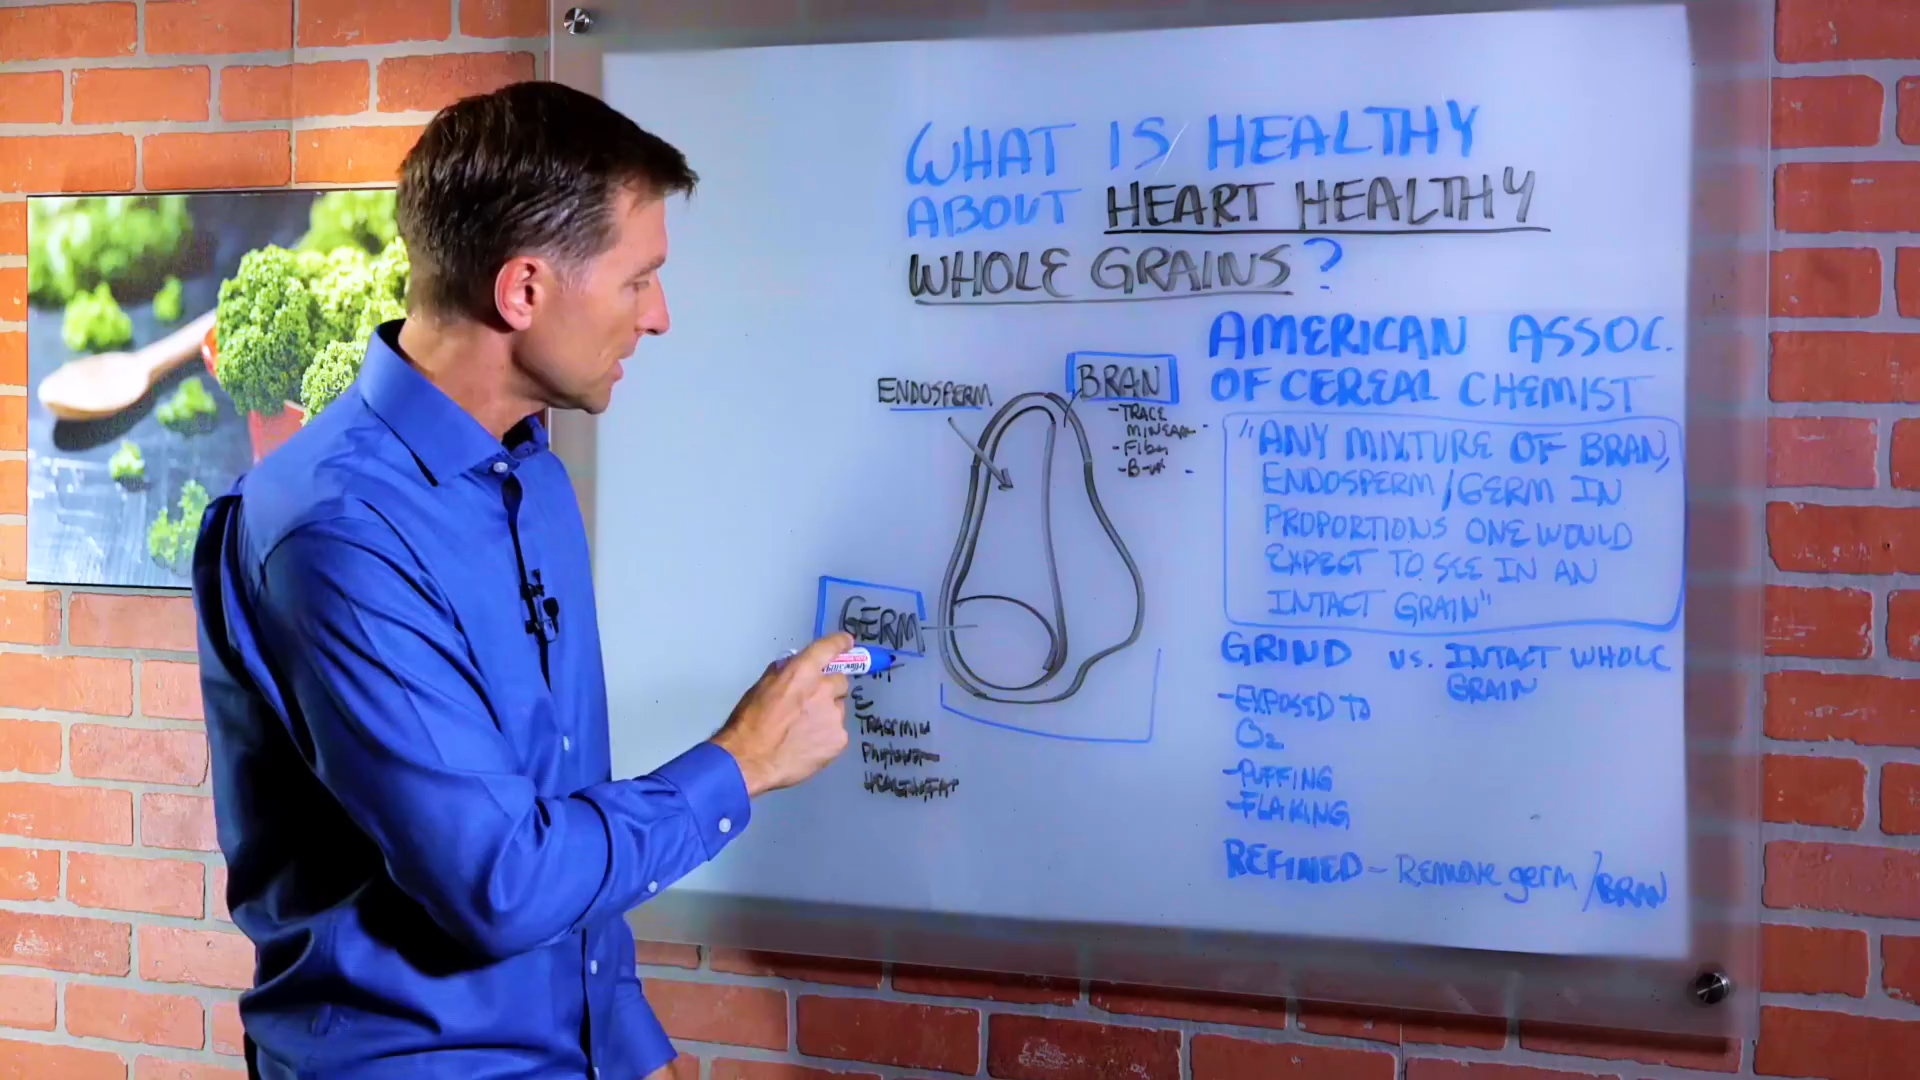 WHAT IS HEALTHY
ABOUT HEART HEALTHY
WHOLE GRAINS?
AMERICAN ASSOC.
OF CEREAL CHEMIST
"ANY MIXTURE OF BRAN,
ENDOSPERM/GERM IN
PROPORTIONS ONE WOULD
EXPECT TO SEE IN AN
INTACT GRAIN"
ENDOSPERM
BRAN
-TRACE
MINERAL
-Fiber
GERM
E
TRACEMIN
HEALTHYFAT
GRIND VS. INTACT WHOLE
GRAIN
-EXPOSED TO
O2
-PUFFING
-FLAKING
REFINED - Remove germ/BRAN